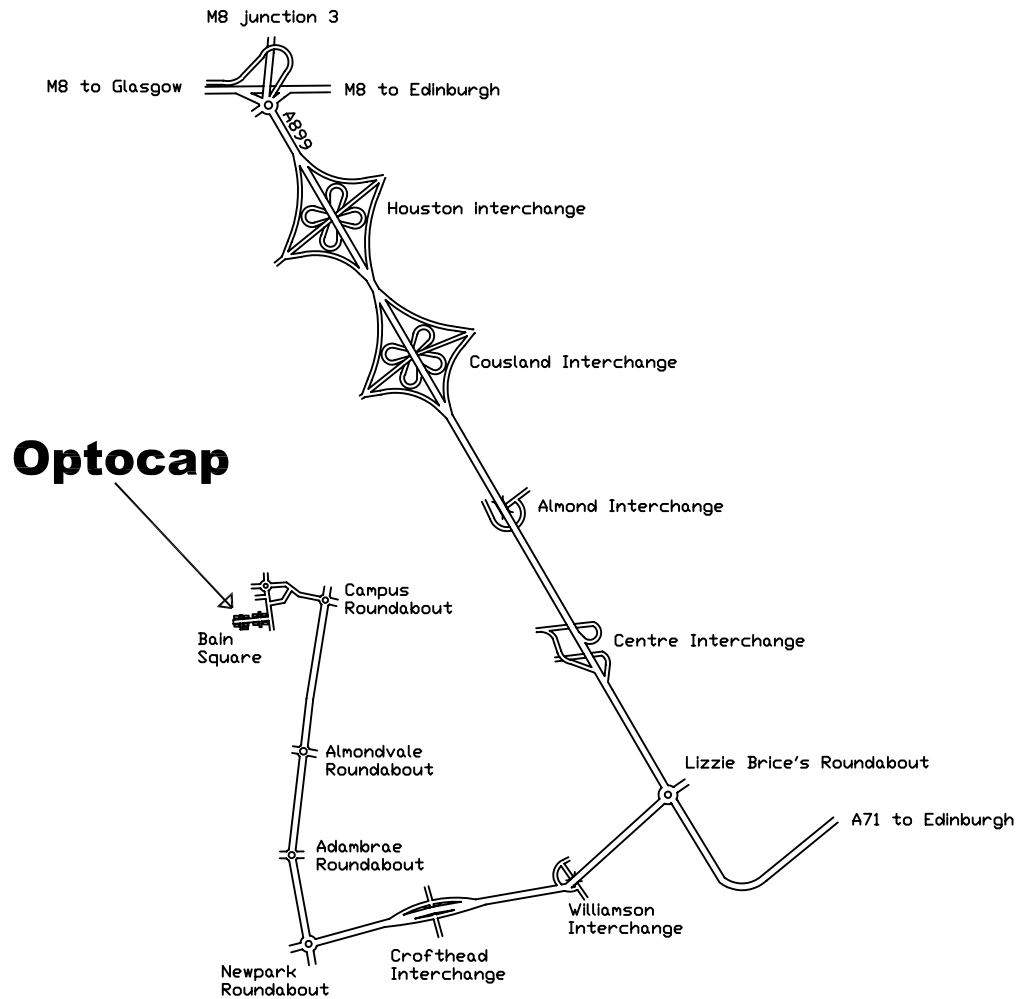 M8 junction 3
M8 to Glasgow
M8 to Edinburgh
A899
Houston interchange
Cousland Interchange
Optocap
Almond Interchange
Campus
Roundabout
Bain
Square
Centre Interchange
Almondvale
Roundabout
Lizzie Brice's Roundabout
A71 to Edinburgh
Adambrae
Roundabout
Williamson
Interchange
Crofthead
Interchange
Newpark
Roundabout